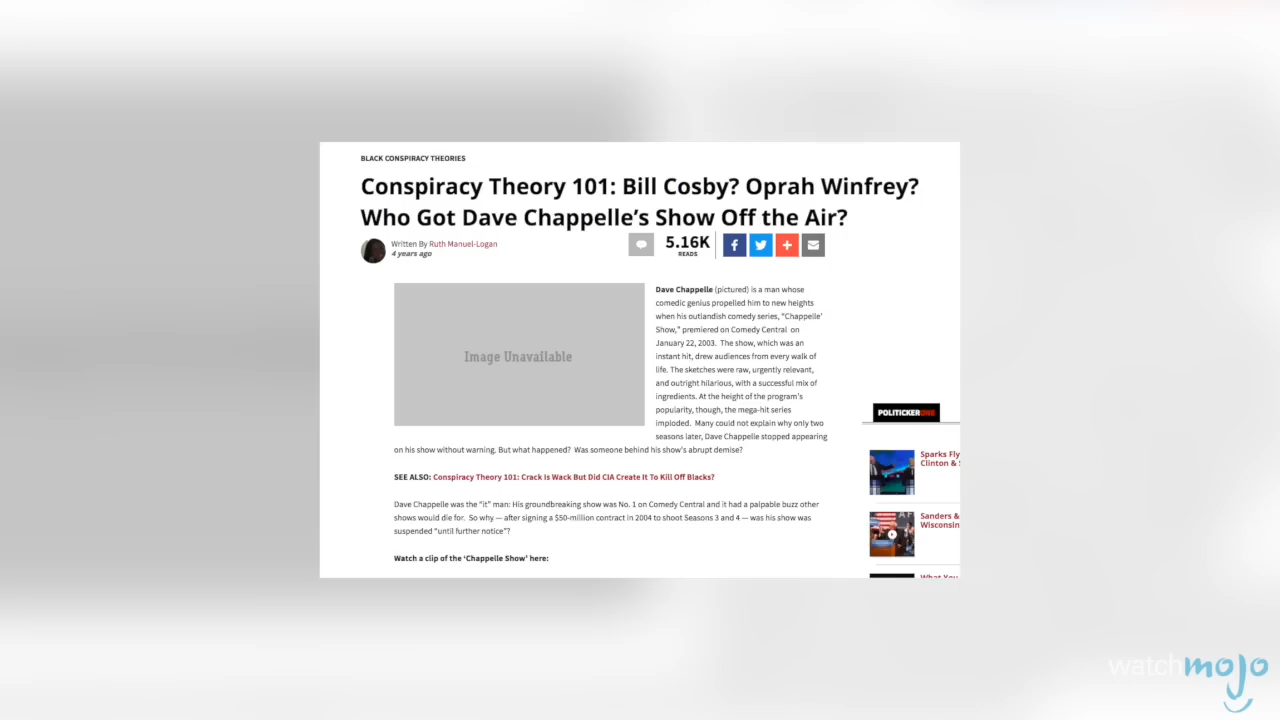 BLACK CONSPIRACY THEORIES
Conspiracy Theory 101: Bill Cosby? Oprah Winfrey?
Who Got Dave Chappelle's Show Off the Air?
Written By Ruth Manuel-Logan
4 years ago
5.16K
READS
Image Unavailable
Dave Chappelle (pictured) is a man whose
comedic genius propelled him to new heights
when his outlandish comedy series, "Chappelle'
Show," premiered on Comedy Central on
January 22, 2003. The show, which was an
instant hit, drew audiences from every walk of
life. The sketches were raw, urgently relevant,
and outright hilarious, with a successful mix of
ingredients. At the height of the program's
popularity, though, the mega-hit series
imploded. Many could not explain why only two
seasons later, Dave Chappelle stopped appearing
on his show without warning. But what happened? Was someone behind his show's abrupt demise?
SEE ALSO: Conspiracy Theory 101: Crack Is Wack But Did CIA Create It To Kill Off Blacks?
Dave Chappelle was the "it" man: His groundbreaking show was No. 1 on Comedy Central and it had a palpable buzz other
shows would die for. So why — after signing a $50-million contract in 2004 to shoot Seasons 3 and 4 — was his show was
suspended "until further notice"?
Watch a clip of the 'Chappelle Show' here:
POLITICKERONE
Sparks Fly
Clinton &
Sanders &
Wisconsin
What You
watchmojo